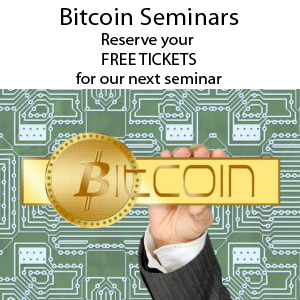 Bitcoin Seminars
Reserve your
FREE TICKETS
for our next seminar
BITCOIN